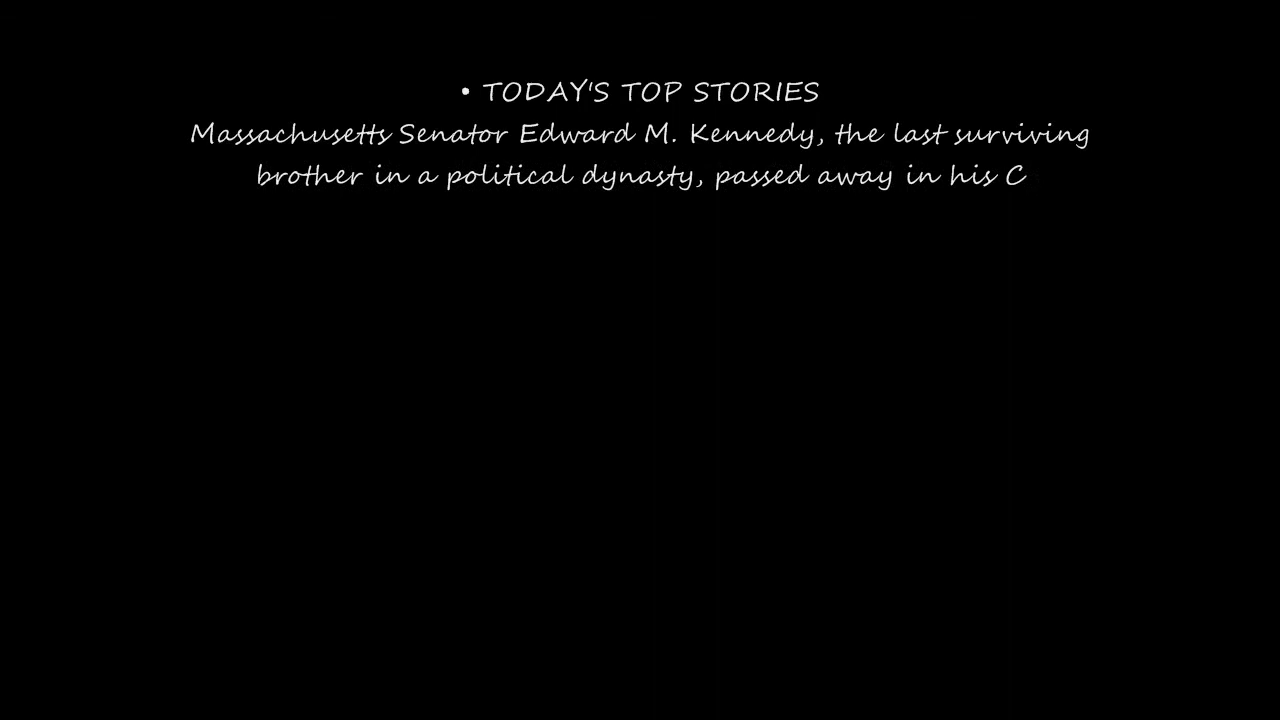 • TODAY'S TOP STORIES
Massachusetts Senator Edward M. Kennedy, the last surviving
brother in a political dynasty, passed away in his C